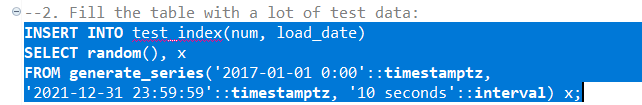 --2. Fill the table with a lot of test data:
INSERT INTO test_index(num, load_date)
SELECT random(), x
FROM generate_series('2017-01-01 0:00'::timestamptz,
'2021-12-31 23:59:59'::timestamptz, '10 seconds'::interval) x;